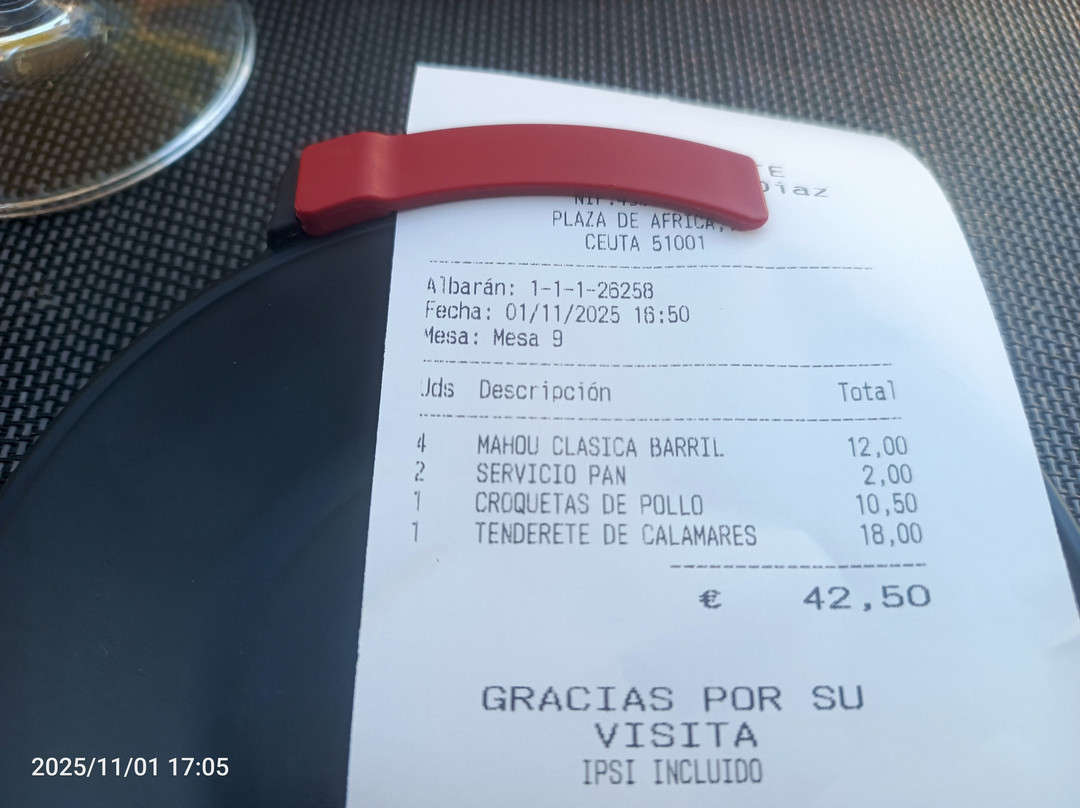 Díaz
PLAZA DE AFRICA,
CEUTA 51001
Albarán: 1-1-1-26258
Fecha: 01/11/2025 16:50
Mesa: Mesa 9
Uds Descripción Total
4 MAHOU CLASICA BARRIL 12,00
2 SERVICIO PAN 2,00
1 CROQUETAS DE POLLO 10,50
1 TENDERETE DE CALAMARES 18,00
€ 42,50
GRACIAS POR SU
VISITA
IPSI INCLUIDO
2025/11/01 17:05